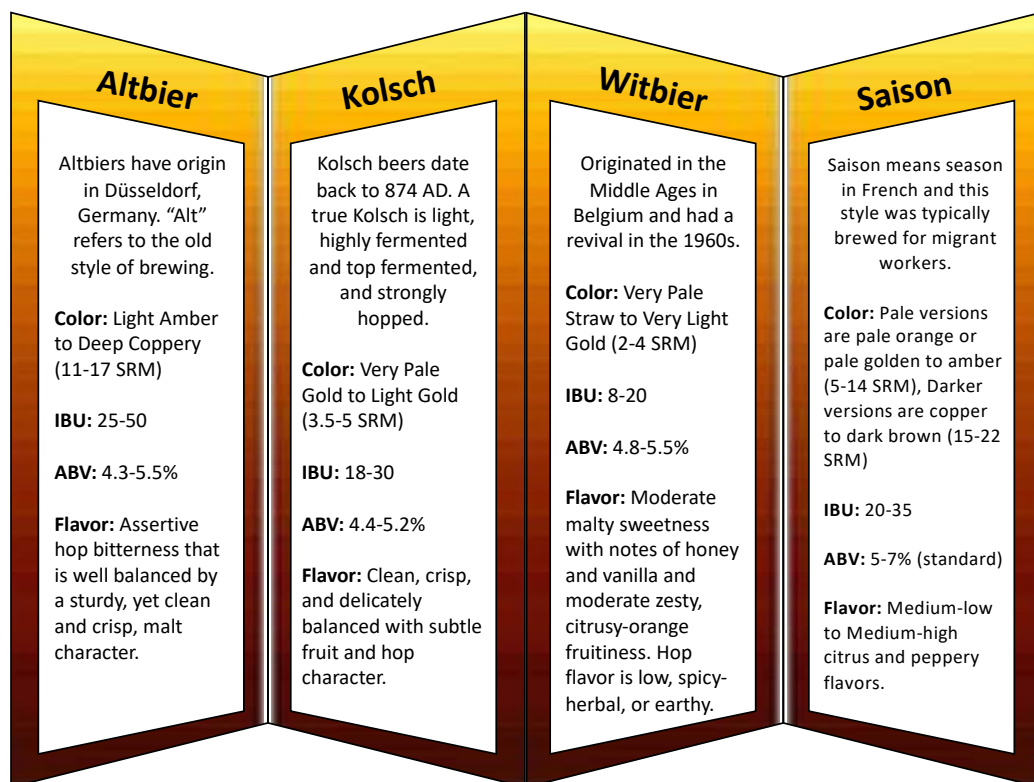 Altbier
Altbiers have origin
in Düsseldorf,
Germany. “Alt”
refers to the old
style of brewing.
Color: Light Amber
to Deep Coppery
(11-17 SRM)
IBU: 25-50
ABV: 4.3-5.5%
Flavor: Assertive
hop bitterness that
is well balanced by
a sturdy, yet clean
and crisp, malt
character.
Kolsch
Kolsch beers date
back to 874 AD. A
true Kolsch is light,
highly fermented
and top fermented,
and strongly
hopped.
Color: Very Pale
Gold to Light Gold
(3.5-5 SRM)
IBU: 18-30
ABV: 4.4-5.2%
Flavor: Clean, crisp,
and delicately
balanced with subtle
fruit and hop
character.
Witbier
Originated in the
Middle Ages in
Belgium and had a
revival in the 1960s.
Color: Very Pale
Straw to Very Light
Gold (2-4 SRM)
IBU: 8-20
ABV: 4.8-5.5%
Flavor: Moderate
malty sweetness
with notes of honey
and vanilla and
moderate zesty,
citrusy-orange
fruitiness. Hop
flavor is low, spicy-
herbal, or earthy.
Saison
Saison means season
in French and this
style was typically
brewed for migrant
workers.
Color: Pale versions
are pale orange or
pale golden to amber
(5-14 SRM), Darker
versions are copper
to dark brown (15-22
SRM)
IBU: 20-35
ABV: 5-7% (standard)
Flavor: Medium-low
to Medium-high
citrus and peppery
flavors.